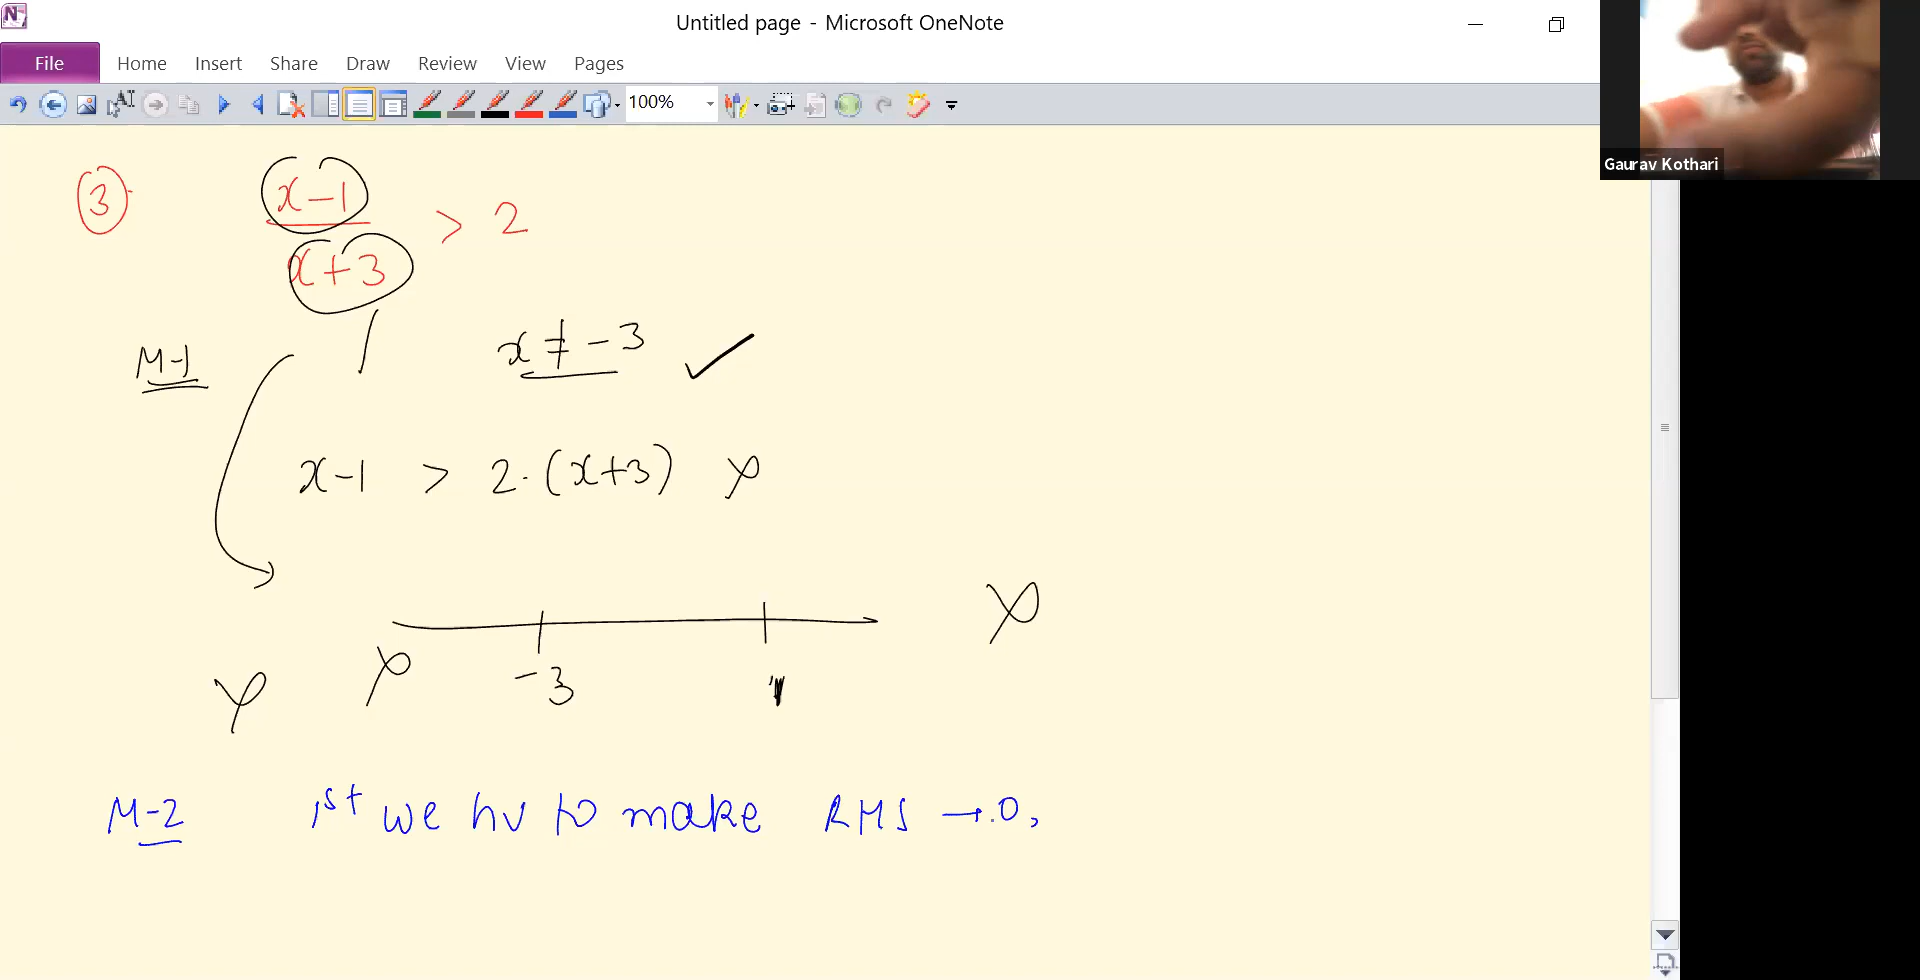 Untitled page - Microsoft OneNote
File Home Insert Share Draw Review View Pages
100%
Gaurav Kothari
③ x-1
> 2
x+3
M-1 x ≠ -3 ✓
x-1 > 2·(x+3) ×
-3 1
M-2 1st we hv to make RHS → 0,